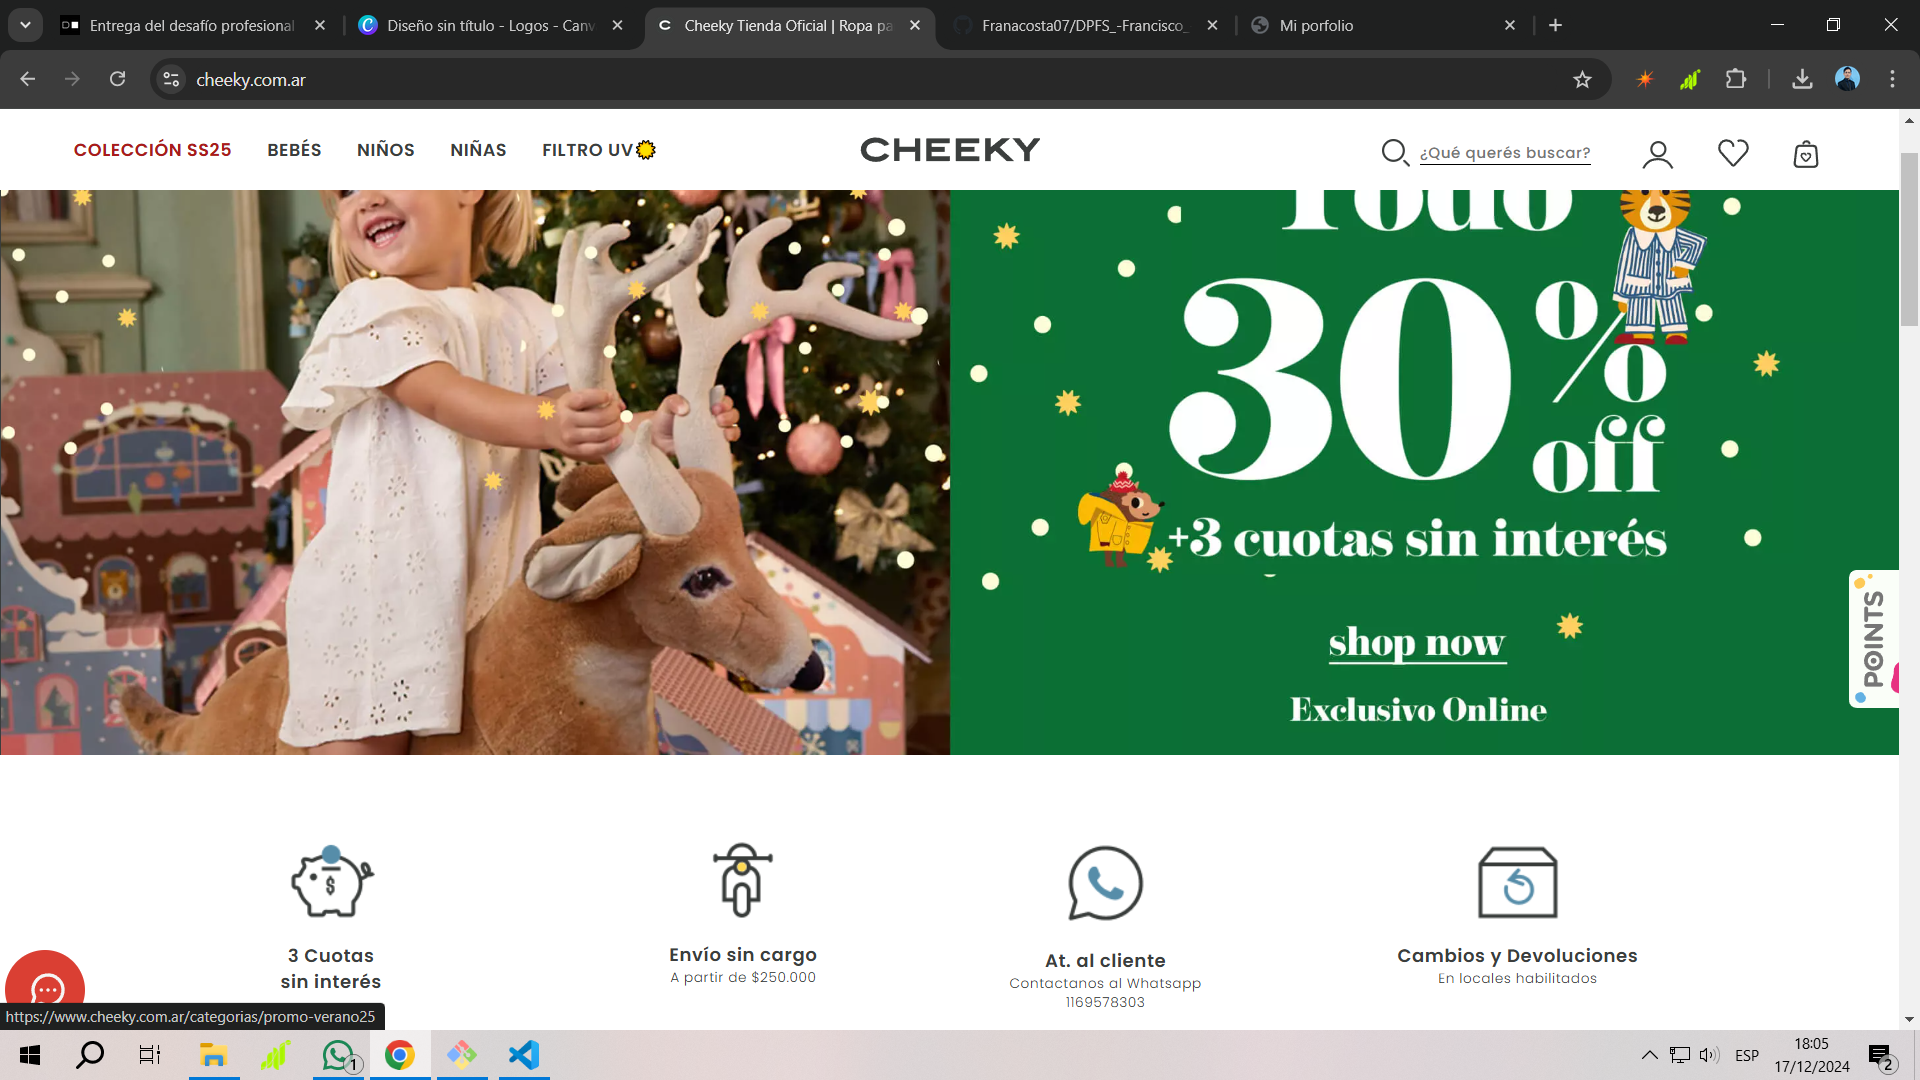 Entrega del desafío profesional
Diseño sin título - Logos - Canv
Cheeky Tienda Oficial | Ropa pa
Franacosta07/DPFS_-Francisco_
Mi porfolio
cheeky.com.ar
COLECCIÓN SS25
BEBÉS
NIÑOS
NIÑAS
FILTRO UV
CHEEKY
¿Qué querés buscar?
Todo
30%
off
+3 cuotas sin interés
shop now
Exclusivo Online
POINTS
3 Cuotas
sin interés
Envío sin cargo
A partir de $250.000
At. al cliente
Contactanos al Whatsapp
1169578303
Cambios y Devoluciones
En locales habilitados
https://www.cheeky.com.ar/categorias/promo-verano25
1
ESP
18:05
17/12/2024
2